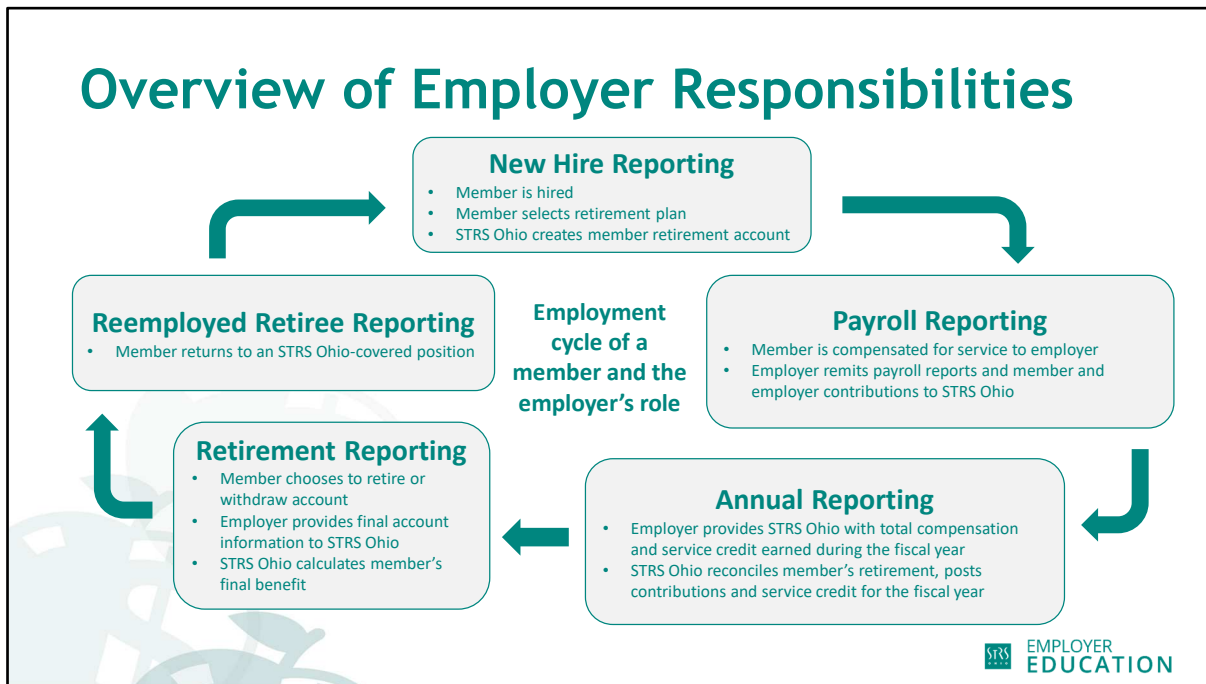 Overview of Employer Responsibilities
New Hire Reporting
• Member is hired
• Member selects retirement plan
• STRS Ohio creates member retirement account
Payroll Reporting
• Member is compensated for service to employer
• Employer remits payroll reports and member and
employer contributions to STRS Ohio
Annual Reporting
• Employer provides STRS Ohio with total compensation
and service credit earned during the fiscal year
• STRS Ohio reconciles member's retirement, posts
contributions and service credit for the fiscal year
Retirement Reporting
• Member chooses to retire or
withdraw account
• Employer provides final account
information to STRS Ohio
• STRS Ohio calculates member's
final benefit
Reemployed Retiree Reporting
• Member returns to an STRS Ohio-covered position
Employment
cycle of a
member and the
employer's role
STRS
OHIO
EMPLOYER
EDUCATION